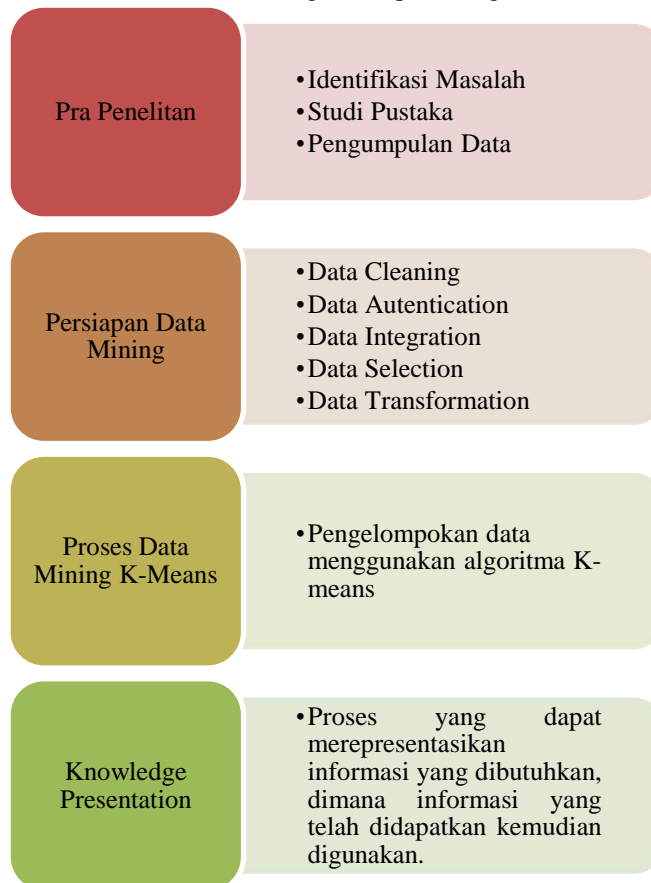 Pra Penelitan
•Identifikasi Masalah
•Studi Pustaka
•Pengumpulan Data
Persiapan Data
Mining
•Data Cleaning
•Data Autentication
•Data Integration
•Data Selection
•Data Transformation
Proses Data
Mining K-Means
•Pengelompokan data
menggunakan algoritma K-
means
Knowledge
Presentation
•Proses yang dapat
merepresentasikan
informasi yang dibutuhkan,
dimana informasi yang
telah didapatkan kemudian
digunakan.